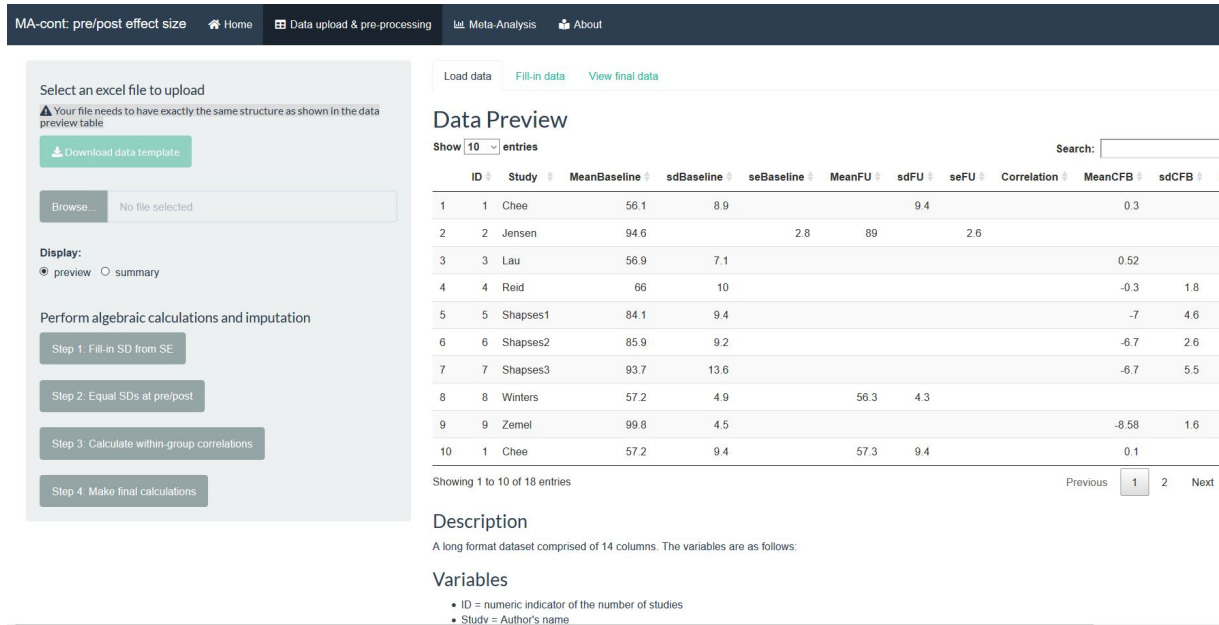 MA-cont: pre/post effect size Home Data upload & pre-processing Meta-Analysis About
Select an excel file to upload
Your file needs to have exactly the same structure as shown in the data
preview table
Download data template
Browse... No file selected
Display:
preview summary
Perform algebraic calculations and imputation
Step 1: Fill-in SD from SE
Step 2: Equal SDs at pre/post
Step 3: Calculate within-group correlations
Step 4: Make final calculations
Load data Fill-in data View final data
Data Preview
Show 10 entries Search:
ID Study MeanBaseline sdBaseline seBaseline MeanFU sdFU seFU Correlation MeanCFB sdCFB
1 1 Chee 56.1 8.9 9.4 0.3
2 2 Jensen 94.6 2.8 89 2.6
3 3 Lau 56.9 7.1 0.52
4 4 Reid 66 10 -0.3 1.8
5 5 Shapses1 84.1 9.4 -7 4.6
6 6 Shapses2 85.9 9.2 -6.7 2.6
7 7 Shapses3 93.7 13.6 -6.7 5.5
8 8 Winters 57.2 4.9 56.3 4.3
9 9 Zemel 99.8 4.5 -8.58 1.6
10 1 Chee 57.2 9.4 57.3 9.4 0.1
Showing 1 to 10 of 18 entries Previous 1 2 Next
Description
A long format dataset comprised of 14 columns. The variables are as follows:
Variables
• ID = numeric indicator of the number of studies
• Study = Author's name